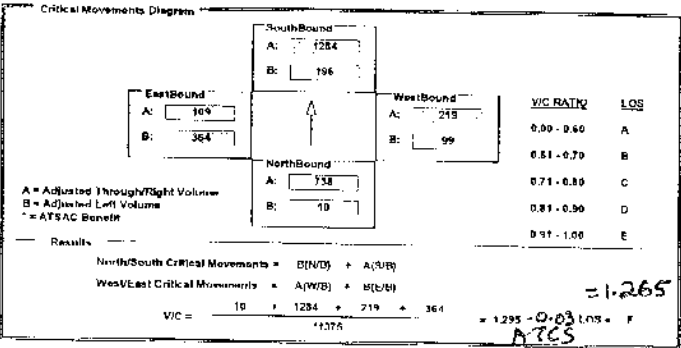 Critical Movements Diagram
SouthBound
A: 1284
B: 196
EastBound
A: 109
B: 364
WestBound
A: 219
B: 99
NorthBound
A: 738
B: 10
V/C RATIO LOS
0.00 - 0.60 A
0.61 - 0.70 B
0.71 - 0.80 C
0.81 - 0.90 D
0.91 - 1.00 E
A = Adjusted Through/Right Volume
B = Adjusted Left Volume
* = ATSAC Benefit
Results
North/South Critical Movements = B(N/B) + A(S/B)
West/East Critical Movements = A(W/B) + B(E/B)
V/C = 10 + 1284 + 219 + 364
*1375
= 1.295 - 0.03 LOS = F
=1.265
ATCS